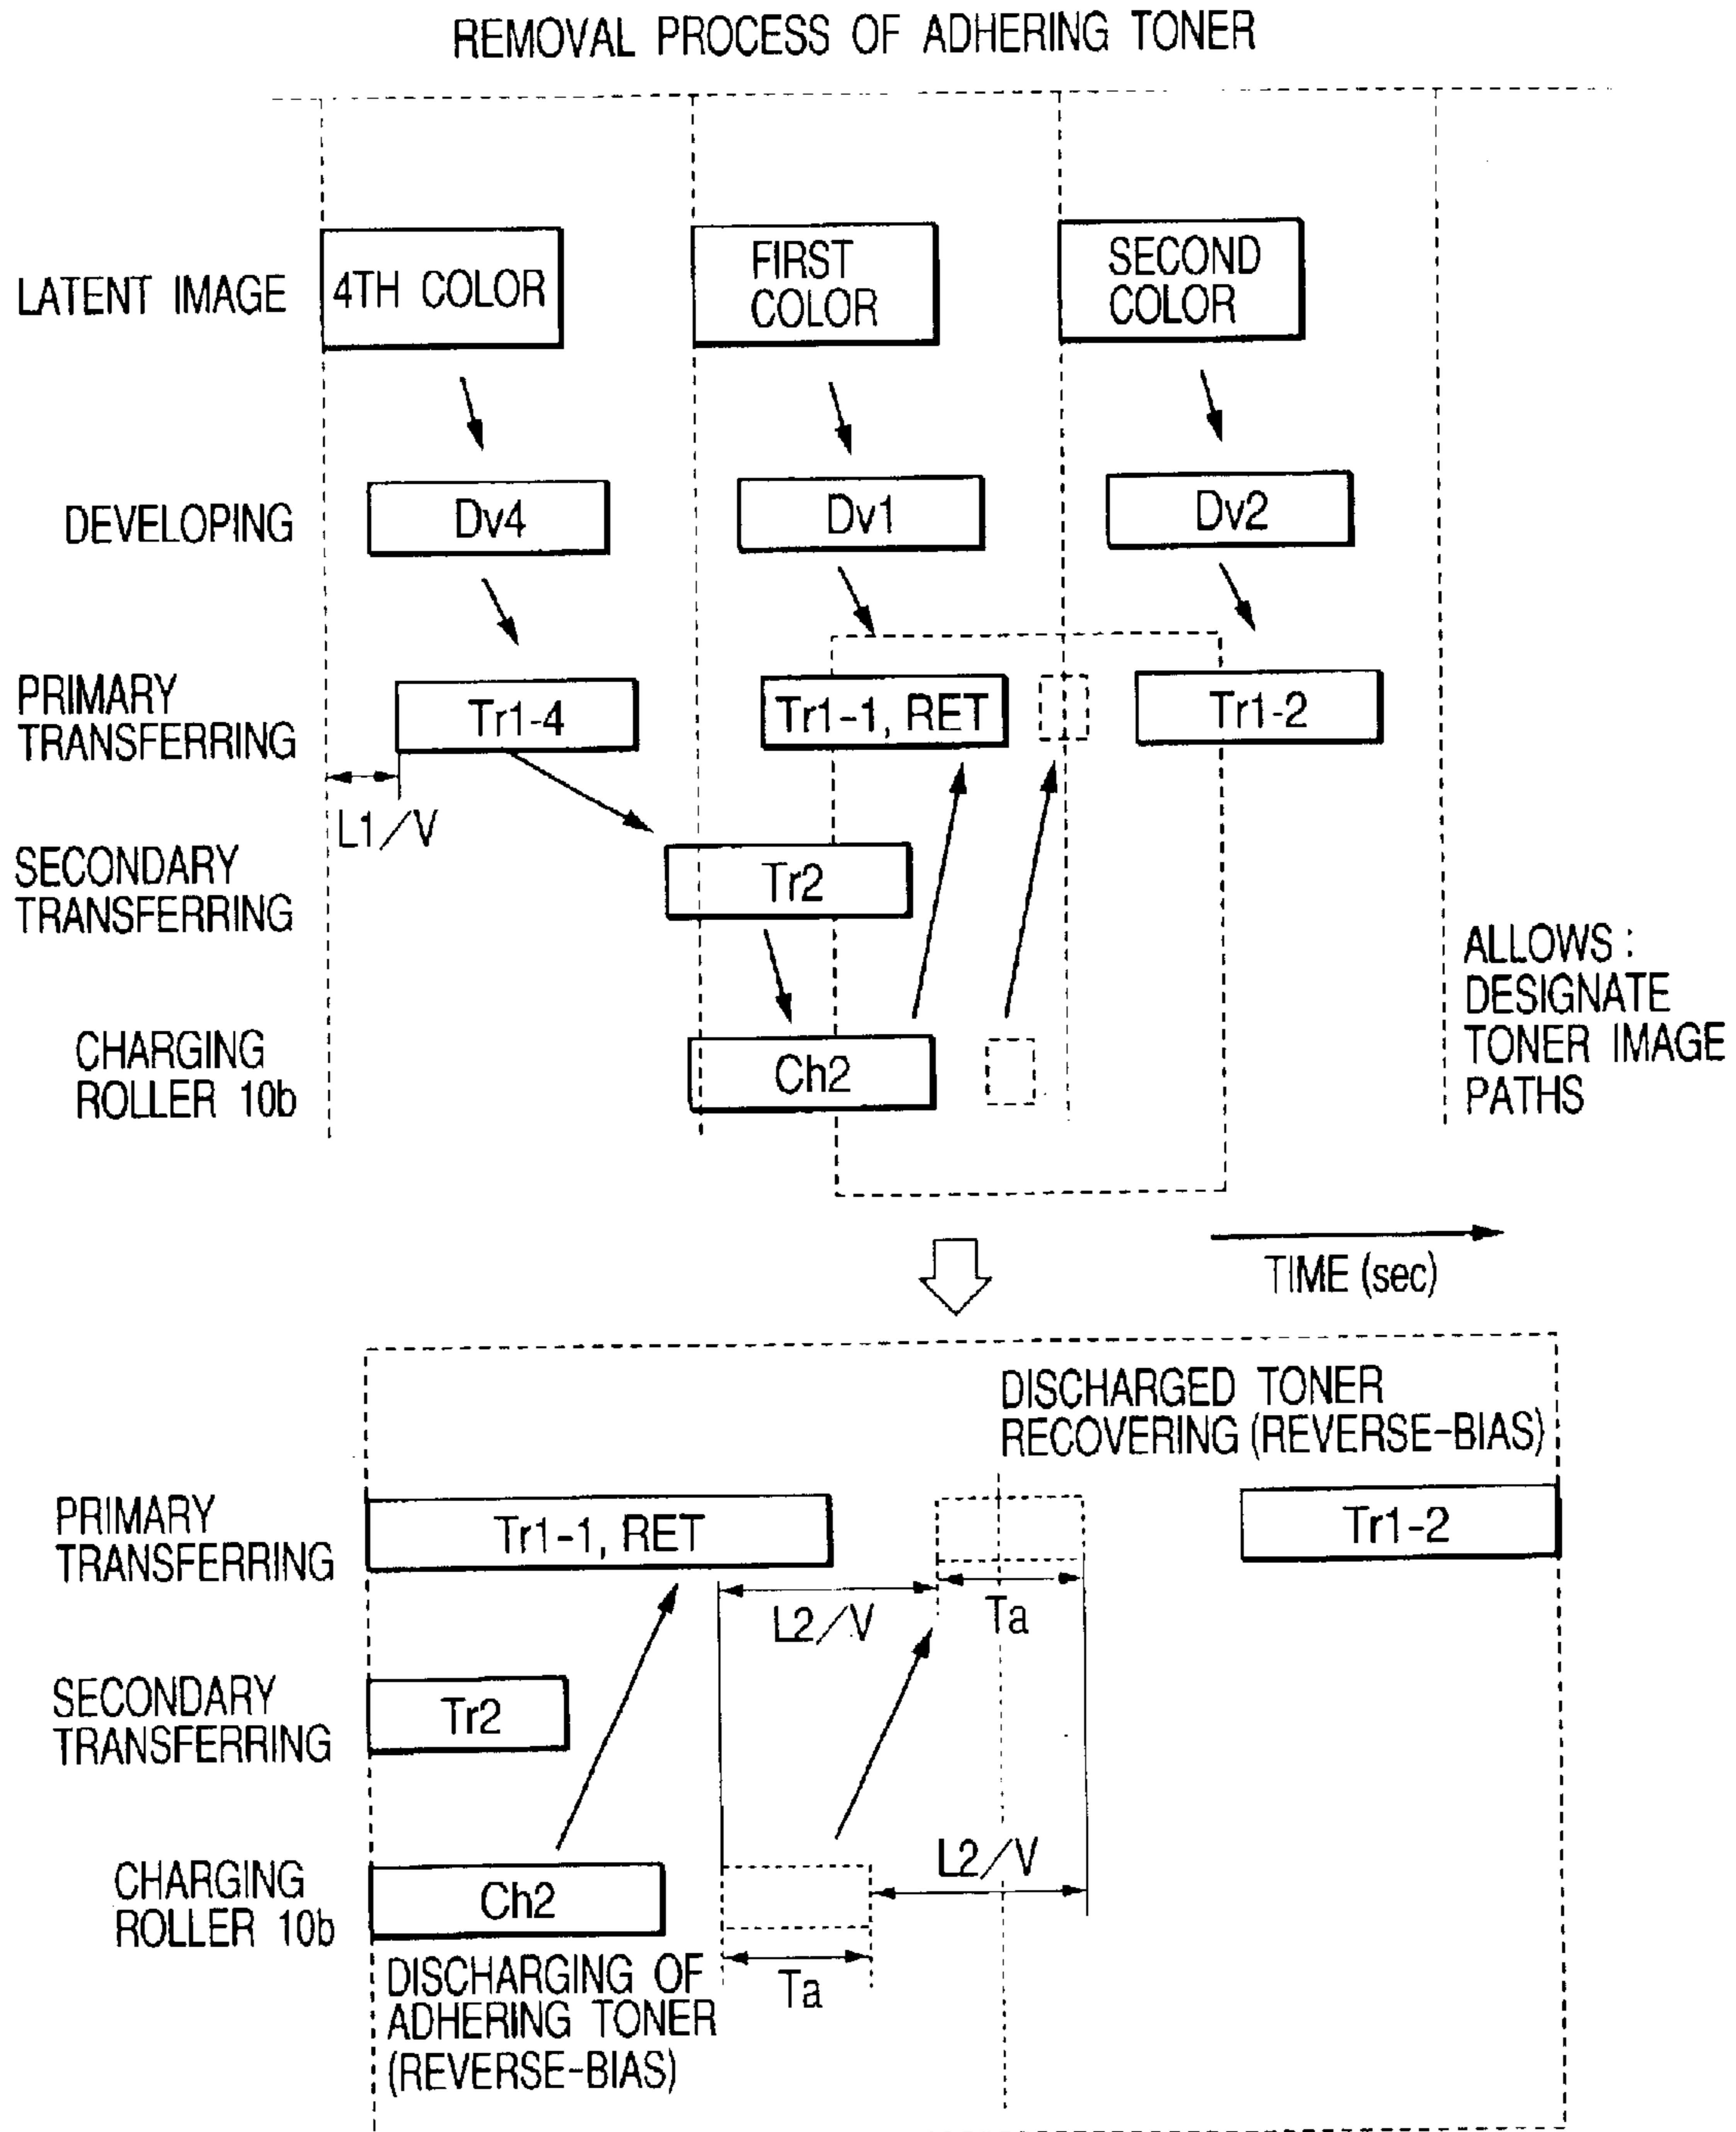 REMOVAL PROCESS OF ADHERING TONER
LATENT IMAGE
4TH COLOR
FIRST
COLOR
SECOND
COLOR
DEVELOPING
Dv4
Dv1
Dv2
PRIMARY
TRANSFERRING
Tr1-4
Tr1-1, RET
Tr1-2
L1/V
SECONDARY
TRANSFERRING
Tr2
CHARGING
ROLLER 10b
Ch2
ALLOWS :
DESIGNATE
TONER IMAGE
PATHS
TIME (sec)
DISCHARGED TONER
RECOVERING (REVERSE-BIAS)
PRIMARY
TRANSFERRING
Tr1-1, RET
Tr1-2
L2/V
Ta
SECONDARY
TRANSFERRING
Tr2
CHARGING
ROLLER 10b
Ch2
L2/V
Ta
DISCHARGING OF
ADHERING TONER
(REVERSE-BIAS)